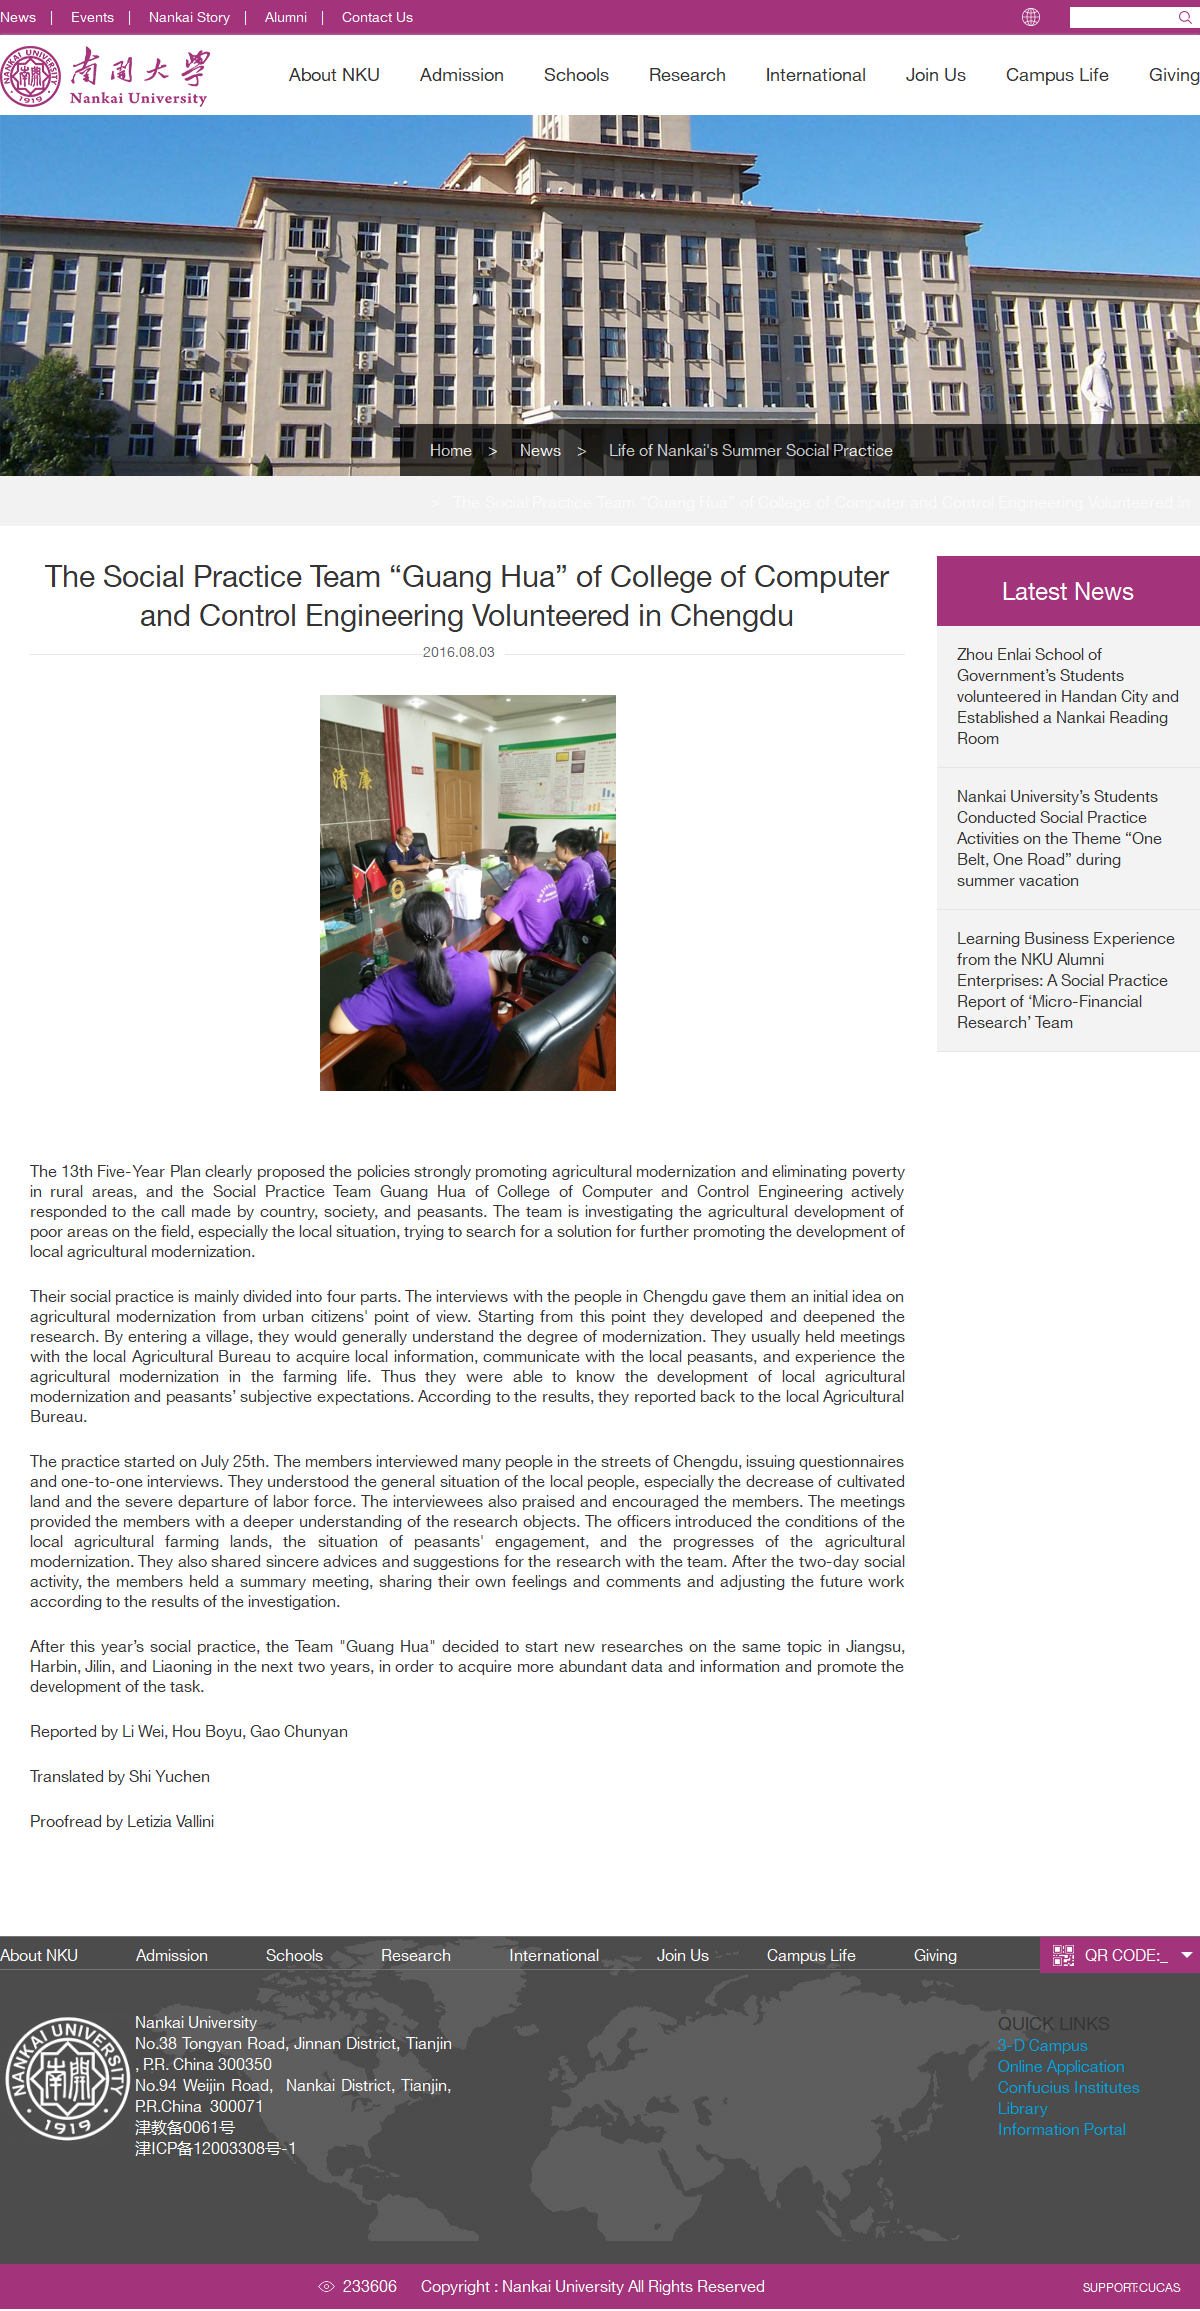 News | Events | Nankai Story | Alumni | Contact Us
NANKAI UNIVERSITY
1919
南開大學
Nankai University
About NKU Admission Schools Research International Join Us Campus Life Giving
Home > News > Life of Nankai's Summer Social Practice
> The Social Practice Team “Guang Hua” of College of Computer and Control Engineering Volunteered in
The Social Practice Team “Guang Hua” of College of Computer
and Control Engineering Volunteered in Chengdu
2016.08.03
清廉
Latest News
Zhou Enlai School of
Government’s Students
volunteered in Handan City and
Established a Nankai Reading
Room
Nankai University’s Students
Conducted Social Practice
Activities on the Theme “One
Belt, One Road” during
summer vacation
Learning Business Experience
from the NKU Alumni
Enterprises: A Social Practice
Report of ‘Micro-Financial
Research’ Team
The 13th Five-Year Plan clearly proposed the policies strongly promoting agricultural modernization and eliminating poverty
in rural areas, and the Social Practice Team Guang Hua of College of Computer and Control Engineering actively
responded to the call made by country, society, and peasants. The team is investigating the agricultural development of
poor areas on the field, especially the local situation, trying to search for a solution for further promoting the development of
local agricultural modernization.
Their social practice is mainly divided into four parts. The interviews with the people in Chengdu gave them an initial idea on
agricultural modernization from urban citizens' point of view. Starting from this point they developed and deepened the
research. By entering a village, they would generally understand the degree of modernization. They usually held meetings
with the local Agricultural Bureau to acquire local information, communicate with the local peasants, and experience the
agricultural modernization in the farming life. Thus they were able to know the development of local agricultural
modernization and peasants’ subjective expectations. According to the results, they reported back to the local Agricultural
Bureau.
The practice started on July 25th. The members interviewed many people in the streets of Chengdu, issuing questionnaires
and one-to-one interviews. They understood the general situation of the local people, especially the decrease of cultivated
land and the severe departure of labor force. The interviewees also praised and encouraged the members. The meetings
provided the members with a deeper understanding of the research objects. The officers introduced the conditions of the
local agricultural farming lands, the situation of peasants' engagement, and the progresses of the agricultural
modernization. They also shared sincere advices and suggestions for the research with the team. After the two-day social
activity, the members held a summary meeting, sharing their own feelings and comments and adjusting the future work
according to the results of the investigation.
After this year’s social practice, the Team "Guang Hua" decided to start new researches on the same topic in Jiangsu,
Harbin, Jilin, and Liaoning in the next two years, in order to acquire more abundant data and information and promote the
development of the task.
Reported by Li Wei, Hou Boyu, Gao Chunyan
Translated by Shi Yuchen
Proofread by Letizia Vallini
About NKU Admission Schools Research International Join Us Campus Life Giving QR CODE:_
NANKAI UNIVERSITY
1919
Nankai University
No.38 Tongyan Road, Jinnan District, Tianjin
, P.R. China 300350
No.94 Weijin Road, Nankai District, Tianjin,
P.R.China 300071
津教备0061号
津ICP备12003308号-1
QUICK LINKS
3-D Campus
Online Application
Confucius Institutes
Library
Information Portal
233606 Copyright : Nankai University All Rights Reserved
SUPPORT:CUCAS